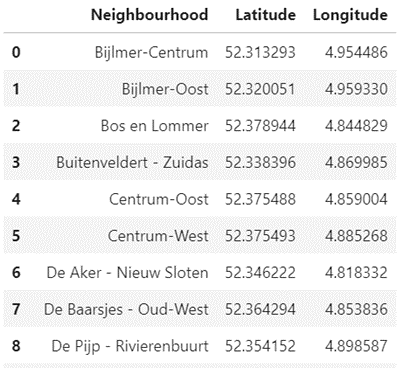 Neighbourhood Latitude Longitude
0 Bijlmer-Centrum 52.313293 4.954486
1 Bijlmer-Oost 52.320051 4.959330
2 Bos en Lommer 52.378944 4.844829
3 Buitenveldert - Zuidas 52.338396 4.869985
4 Centrum-Oost 52.375488 4.859004
5 Centrum-West 52.375493 4.885268
6 De Aker - Nieuw Sloten 52.346222 4.818332
7 De Baarsjes - Oud-West 52.364294 4.853836
8 De Pijp - Rivierenbuurt 52.354152 4.898587